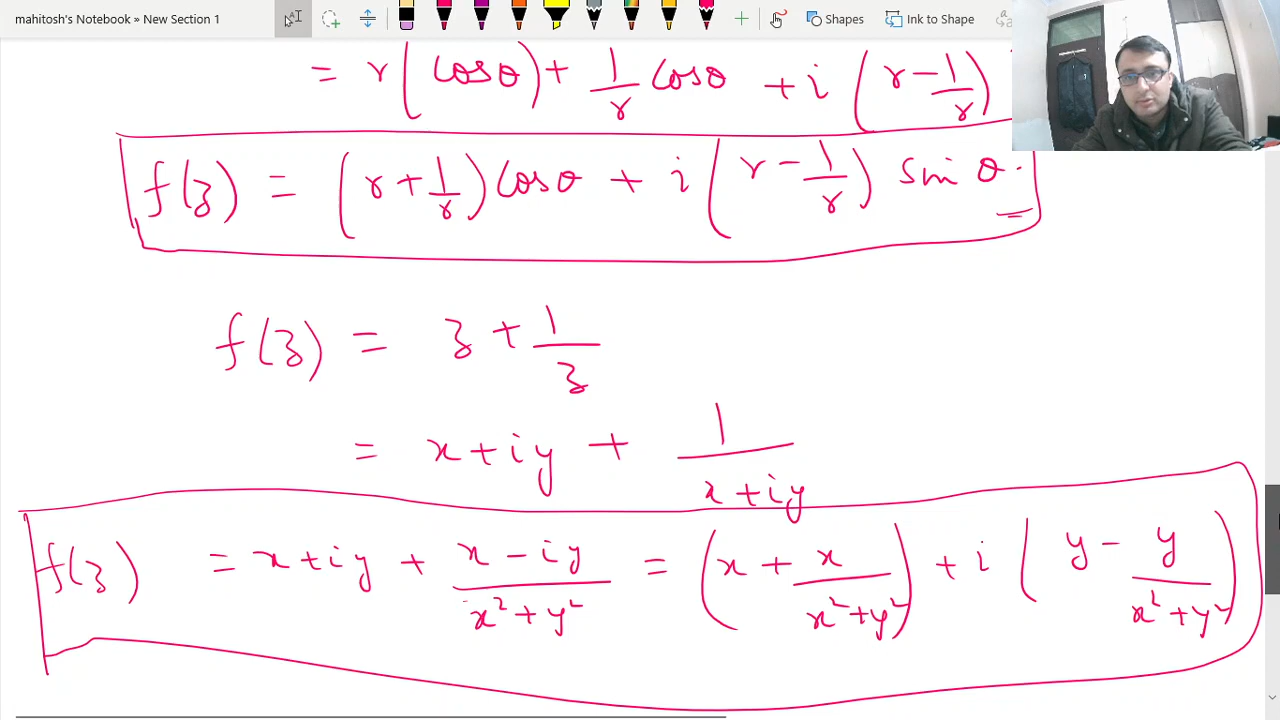 mahitosh's Notebook » New Section 1
Shapes
Ink to Shape
= r(cosθ) + 1/r cosθ + i (r - 1/r)
f(z) = (r + 1/r) cosθ + i (r - 1/r) sin θ.
f(z) = z + 1/z
= x + iy + 1/(x + iy)
f(z) = x + iy + (x - iy)/(x² + y²) = (x + x/(x² + y²)) + i (y - y/(x² + y²))